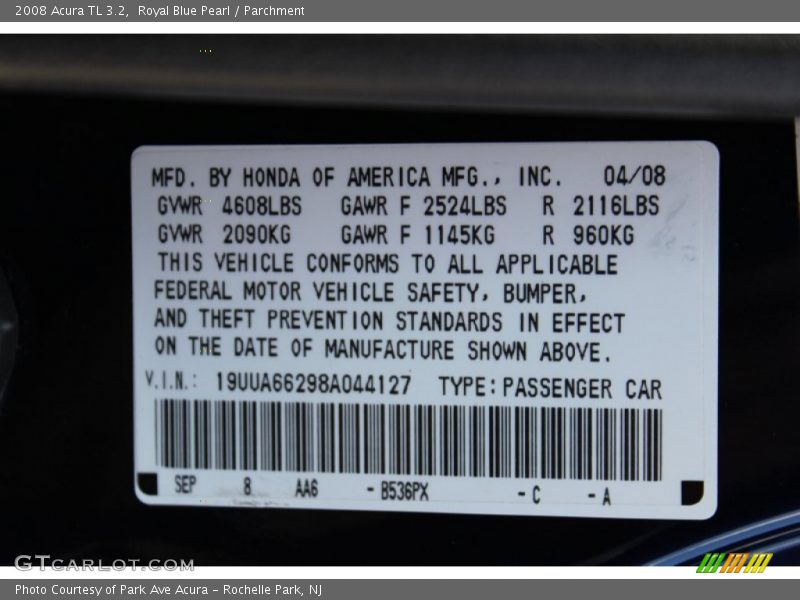 2008 Acura TL 3.2,  Royal Blue Pearl / Parchment
MFD. BY HONDA OF AMERICA MFG., INC. 04/08
GVWR 4608LBS GAWR F 2524LBS R 2116LBS
GVWR 2090KG GAWR F 1145KG R 960KG
THIS VEHICLE CONFORMS TO ALL APPLICABLE
FEDERAL MOTOR VEHICLE SAFETY, BUMPER,
AND THEFT PREVENTION STANDARDS IN EFFECT
ON THE DATE OF MANUFACTURE SHOWN ABOVE.
V.I.N.: 19UUA66298A044127 TYPE:PASSENGER CAR
SEP 8 AA6 -B536PX -C -A
GTCARLOT.COM
Photo Courtesy of Park Ave Acura - Rochelle Park, NJ